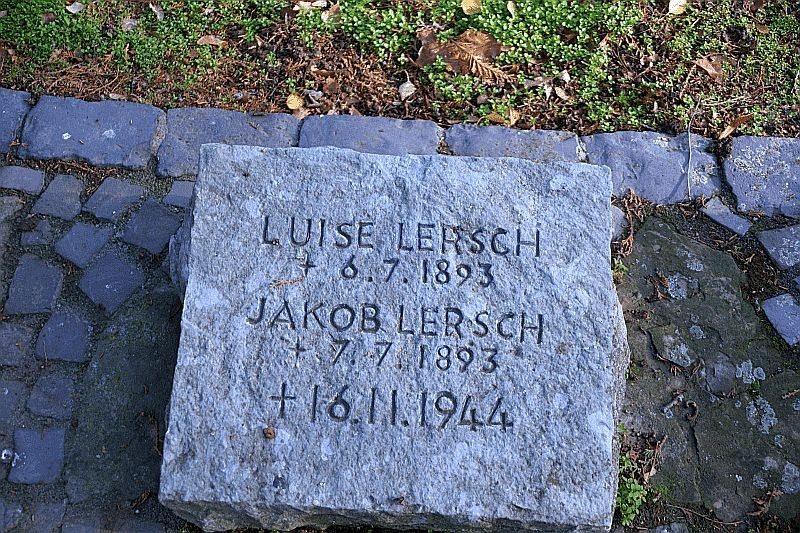 LUISE LERSCH
+ 6.7.1893
JAKOB LERSCH
+ 7.7.1893
+ 16.11.1944